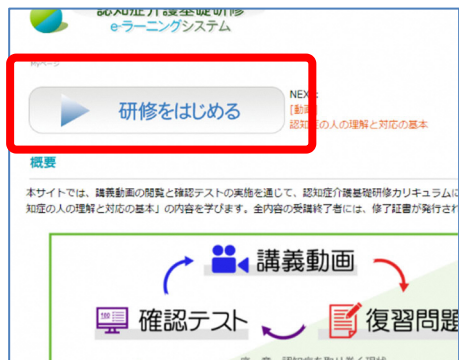 認知症介護基礎研修
e-ラーニングシステム
Myページ
研修をはじめる
NEXT:
[動画]
認知症の人の理解と対応の基本
概要
本サイトでは、講義動画の閲覧と確認テストの実施を通じて、認知症介護基礎研修カリキュラムに
知症の人の理解と対応の基本」の内容を学びます。全内容の受講終了者には、修了証書が発行され
講義動画
確認テスト
復習問題